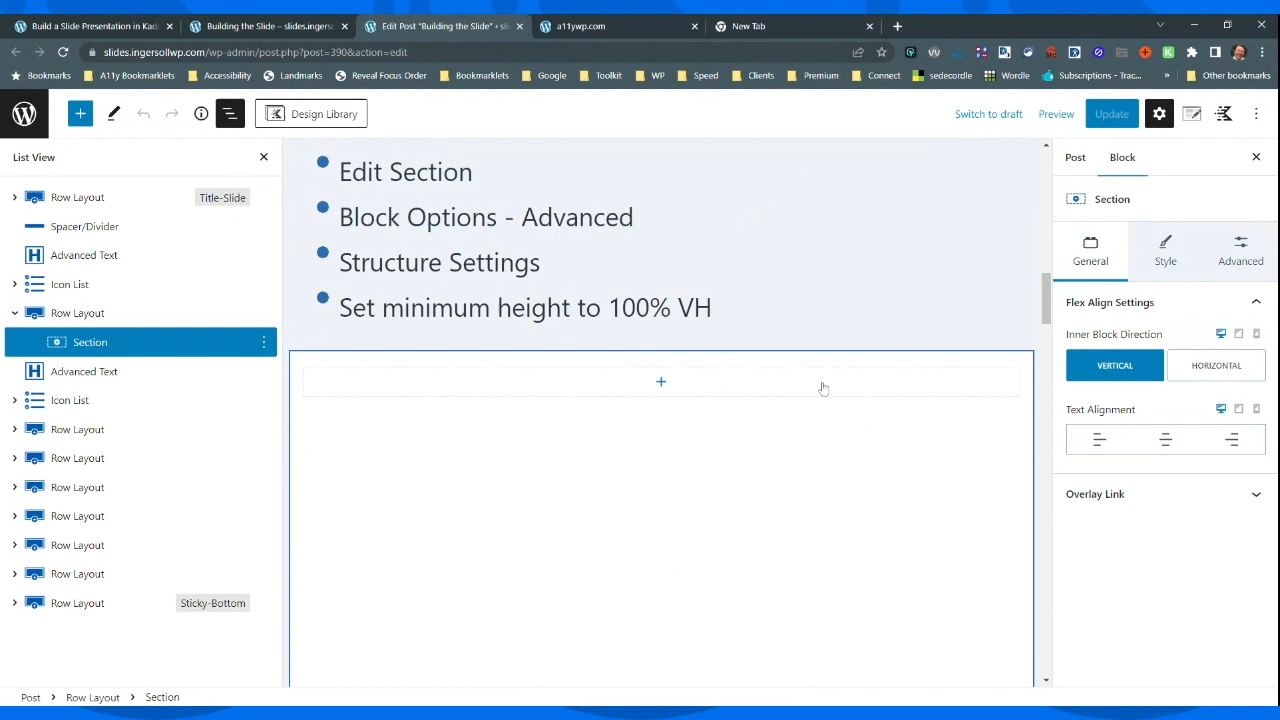 Build a Slide Presentation in Kad
Building the Slide – slides.ingers
Edit Post "Building the Slide" ‹ sli
a11ywp.com
New Tab
slides.ingersollwp.com/wp-admin/post.php?post=390&action=edit
Bookmarks
A11y Bookmarklets
Accessibility
Landmarks
Reveal Focus Order
Bookmarklets
Google
Toolkit
WP
Speed
Clients
Premium
Connect
sedecordle
Wordle
Subscriptions - Trac...
»
Other bookmarks
Design Library
Switch to draft
Preview
Update
List View
Row Layout
Title-Slide
Spacer/Divider
Advanced Text
Icon List
Row Layout
Section
Advanced Text
Icon List
Row Layout
Row Layout
Row Layout
Row Layout
Row Layout
Row Layout
Row Layout
Sticky-Bottom
Edit Section
Block Options - Advanced
Structure Settings
Set minimum height to 100% VH
Post
Block
Section
General
Style
Advanced
Flex Align Settings
Inner Block Direction
VERTICAL
HORIZONTAL
Text Alignment
Overlay Link
Post
Row Layout
Section